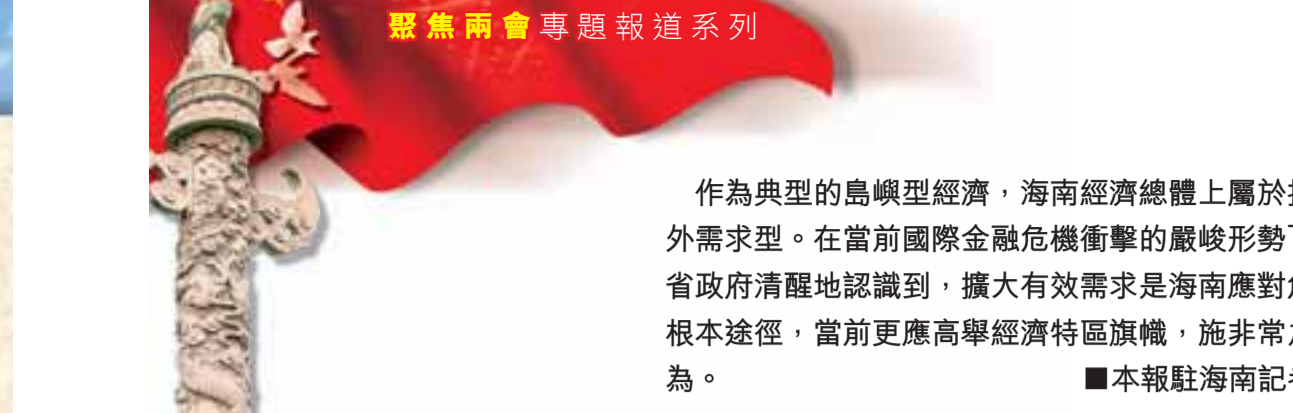 聚焦兩會專題報道系列
作為典型的島嶼型經濟，海南經濟總體上屬於
外需求型。在當前國際金融危機衝擊的嚴峻形勢
省政府清醒地認識到，擴大有效需求是海南應對
根本途徑，當前更應高舉經濟特區旗幟，施非常
為。
■本報駐海南記者